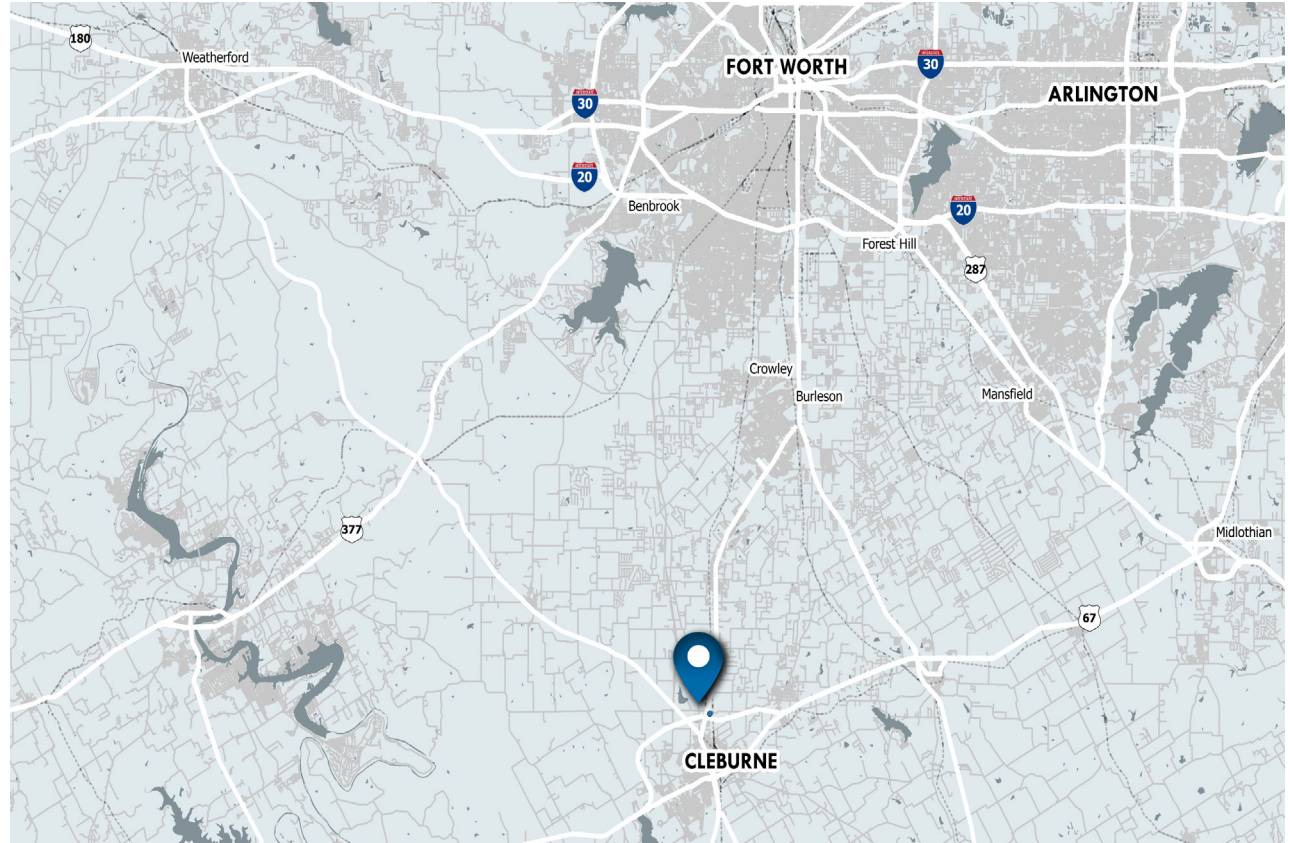 180
Weatherford
FORT WORTH
30
ARLINGTON
30
20
Benbrook
20
Forest Hill
287
Crowley
Burleson
Mansfield
377
Midlothian
67
CLEBURNE